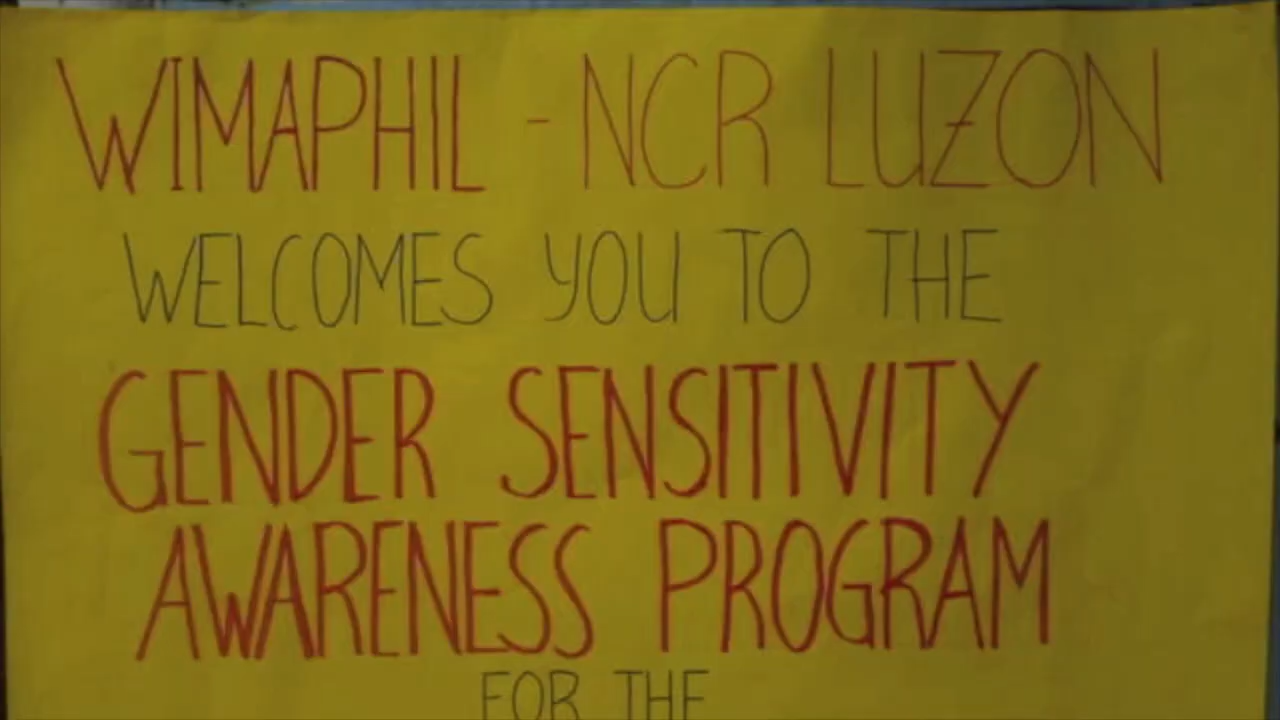 WIMAPHIL - NCR LUZON
WELCOMES YOU TO THE
GENDER SENSITIVITY
AWARENESS PROGRAM
FOR THE